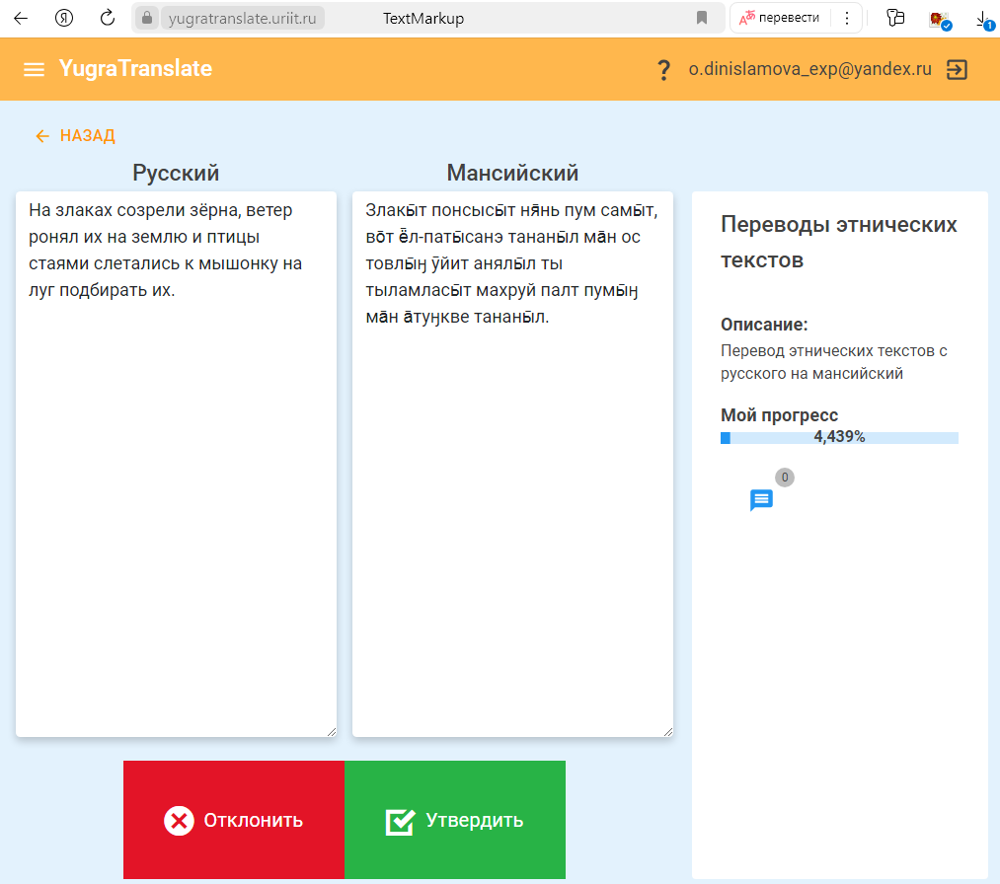 yugratranslate.uriit.ru
TextMarkup
перевести
YugraTranslate
? o.dinislamova_exp@yandex.ru
НАЗАД
Русский
На злаках созрели зёрна, ветер
ронял их на землю и птицы
стаями слетались к мышонку на
луг подбирать их.
Мансийский
Злакы̄т понсысы̄т ня̄нь пум самы̄т,
во̄т ё̄л-паты̄санэ тананы̄л ма̄н ос
товлы̄ӈ ӯйит анялы̄л ты
тыламласы̄т махруй палт пумы̄ӈ
ма̄н а̄туӈкве тананы̄л.
Переводы этнических
текстов
Описание:
Перевод этнических текстов с
русского на мансийский
Мой прогресс
4,439%
0
Отклонить
Утвердить
1